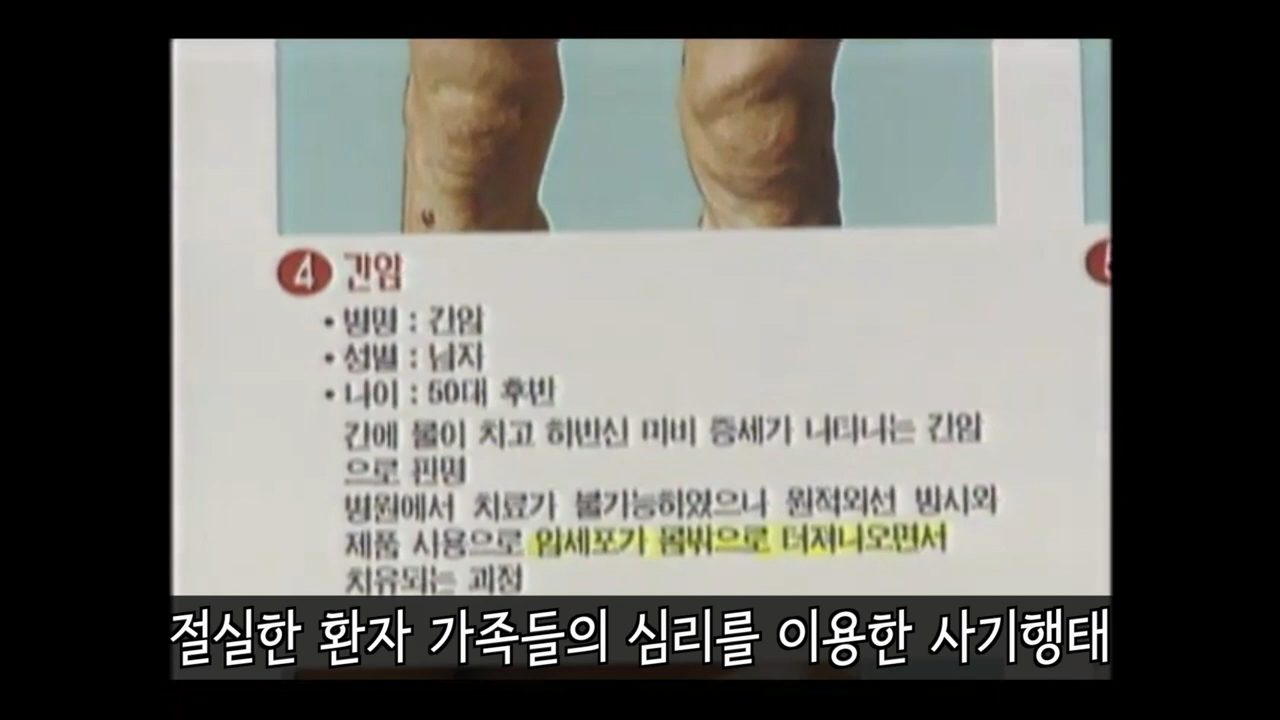 4 간암
• 병명 : 간암
• 성별 : 남자
• 나이 : 50대 후반
간에 물이 차고 하반신 마비 증세가 나타나는 간암
으로 판명
병원에서 치료가 불가능하였으나 원적외선 방사와
제품 사용으로 암세포가 몸밖으로 터져나오면서
치유되는 과정
절실한 환자 가족들의 심리를 이용한 사기행태